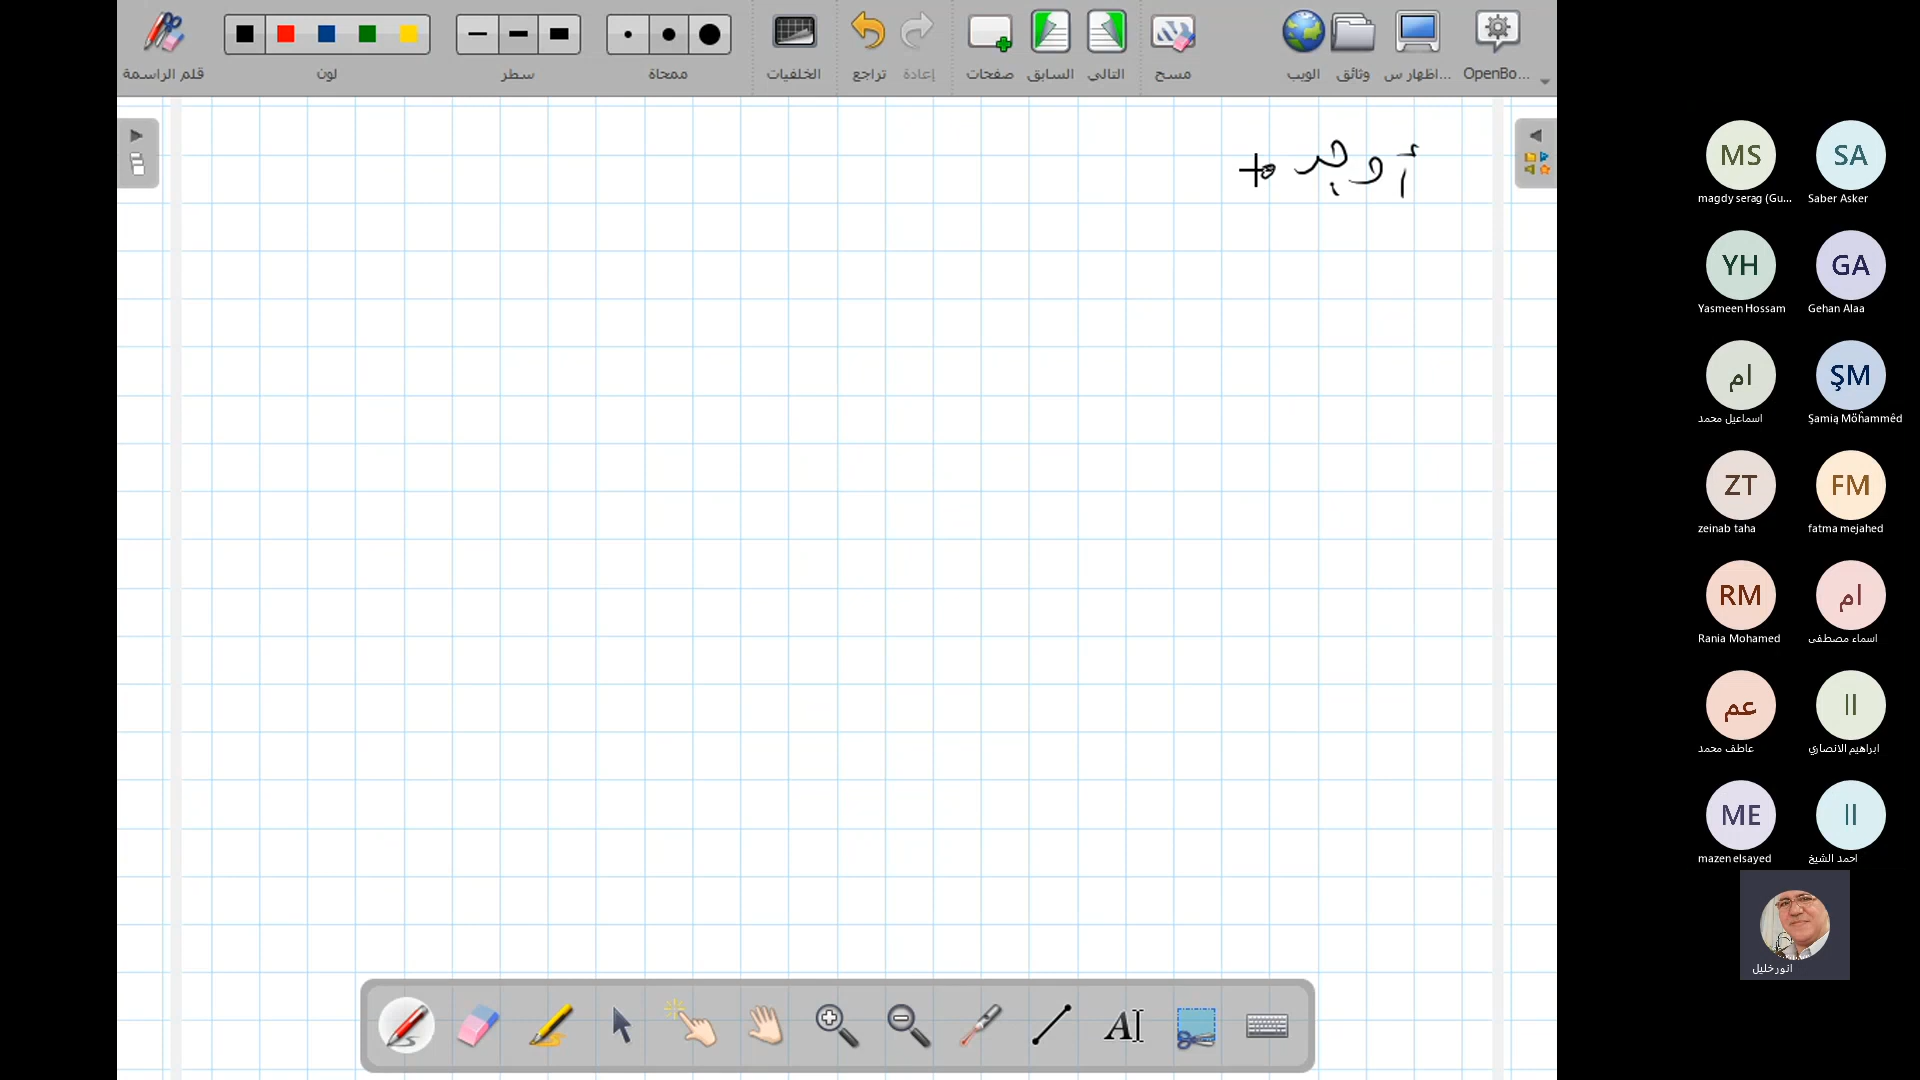 قلم الراسمة
لون
سطر
ممحاة
الخلفيات
تراجع
إعادة
صفحات
السابق
التالي
مسح
الويب
وثائق
اظهار س...
OpenBo...
أوجد
MS
magdy serag (Gu...
SA
Saber Asker
YH
Yasmeen Hossam
GA
Gehan Alaa
ام
اسماعيل محمد
ŞM
Şamią Möĥammêd
ZT
zeinab taha
FM
fatma mejahed
RM
Rania Mohamed
ام
اسماء مصطفى
عم
عاطف محمد
اا
ابراهيم الانصاري
ME
mazen elsayed
اا
احمد الشيخ
انور خليل